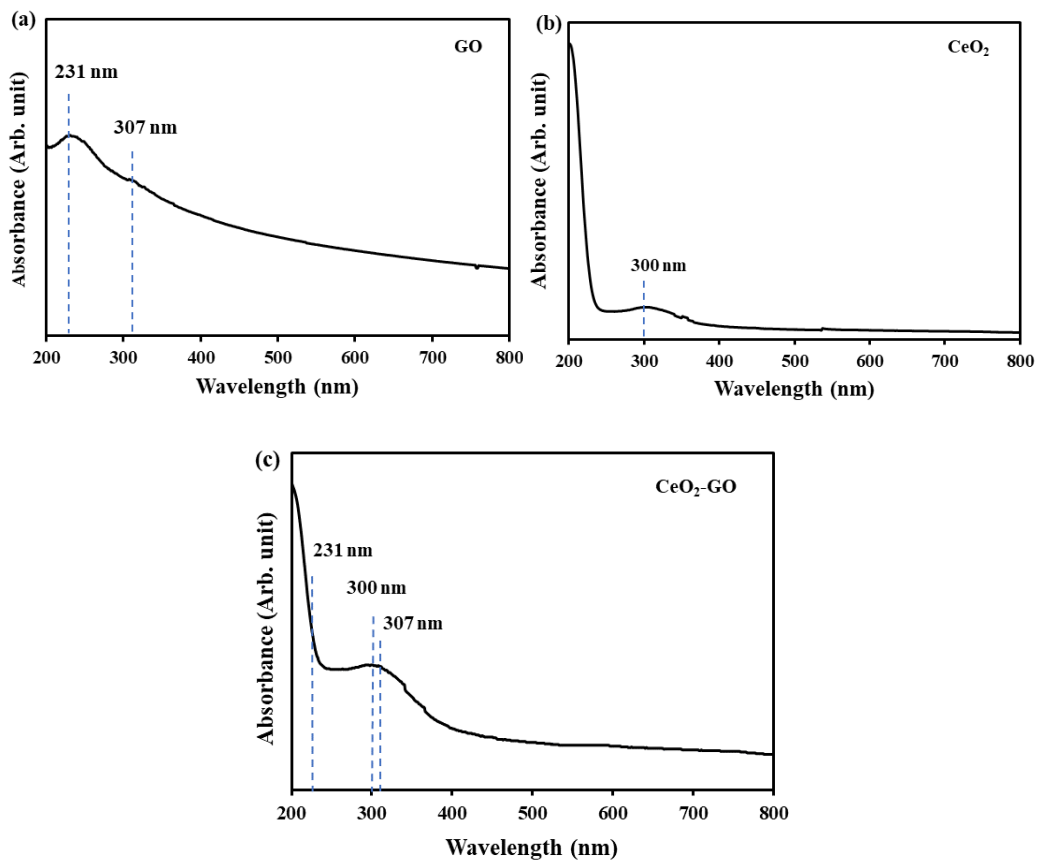 (a)
GO
231 nm
307 nm
Absorbance (Arb. unit)
200 300 400 500 600 700 800
Wavelength (nm)
(b)
CeO₂
300 nm
Absorbance (Arb. unit)
200 300 400 500 600 700 800
Wavelength (nm)
(c)
CeO₂-GO
231 nm
300 nm
307 nm
Absorbance (Arb. unit)
200 300 400 500 600 700 800
Wavelength (nm)